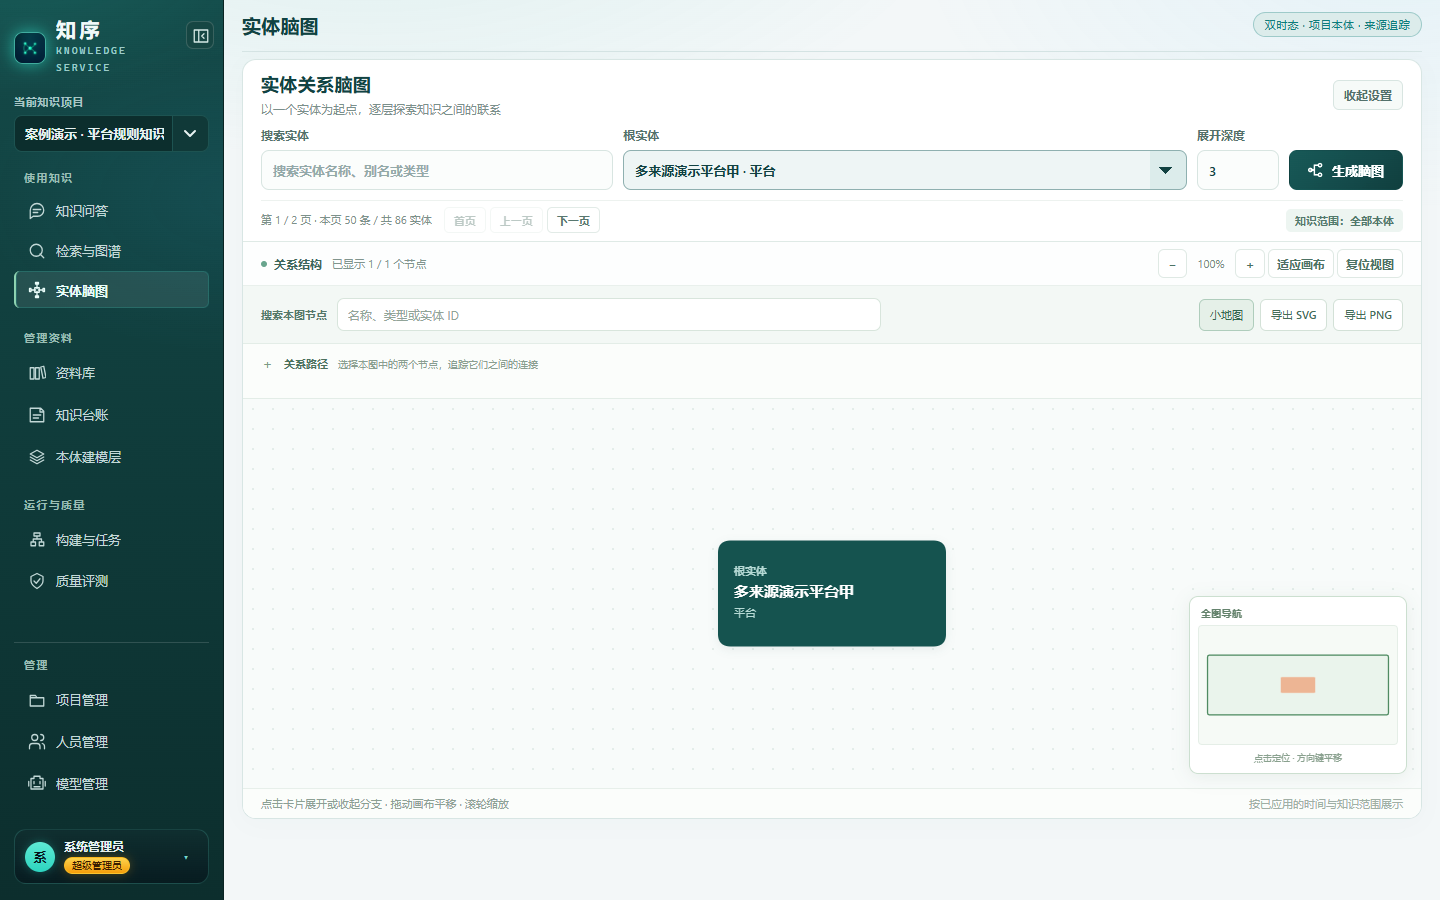 知序
KNOWLEDGE
SERVICE
当前知识项目
案例演示 · 平台规则知识
使用知识
知识问答
检索与图谱
实体脑图
管理资料
资料库
知识台账
本体建模层
运行与质量
构建与任务
质量评测
管理
项目管理
人员管理
模型管理
系
系统管理员
超级管理员
实体脑图
双时态 · 项目本体 · 来源追踪
实体关系脑图
以一个实体为起点，逐层探索知识之间的联系
收起设置
搜索实体
根实体
展开深度
搜索实体名称、别名或类型
多来源演示平台甲 · 平台
3
生成脑图
第 1 / 2 页 · 本页 50 条 / 共 86 实体
首页
上一页
下一页
知识范围：全部本体
关系结构
已显示 1 / 1 个节点
−
100%
+
适应画布
复位视图
搜索本图节点
名称、类型或实体 ID
小地图
导出 SVG
导出 PNG
+ 关系路径 选择本图中的两个节点，追踪它们之间的连接
根实体
多来源演示平台甲
平台
全图导航
点击定位 · 方向键平移
点击卡片展开或收起分支 · 拖动画布平移 · 滚轮缩放
按已应用的时间与知识范围展示